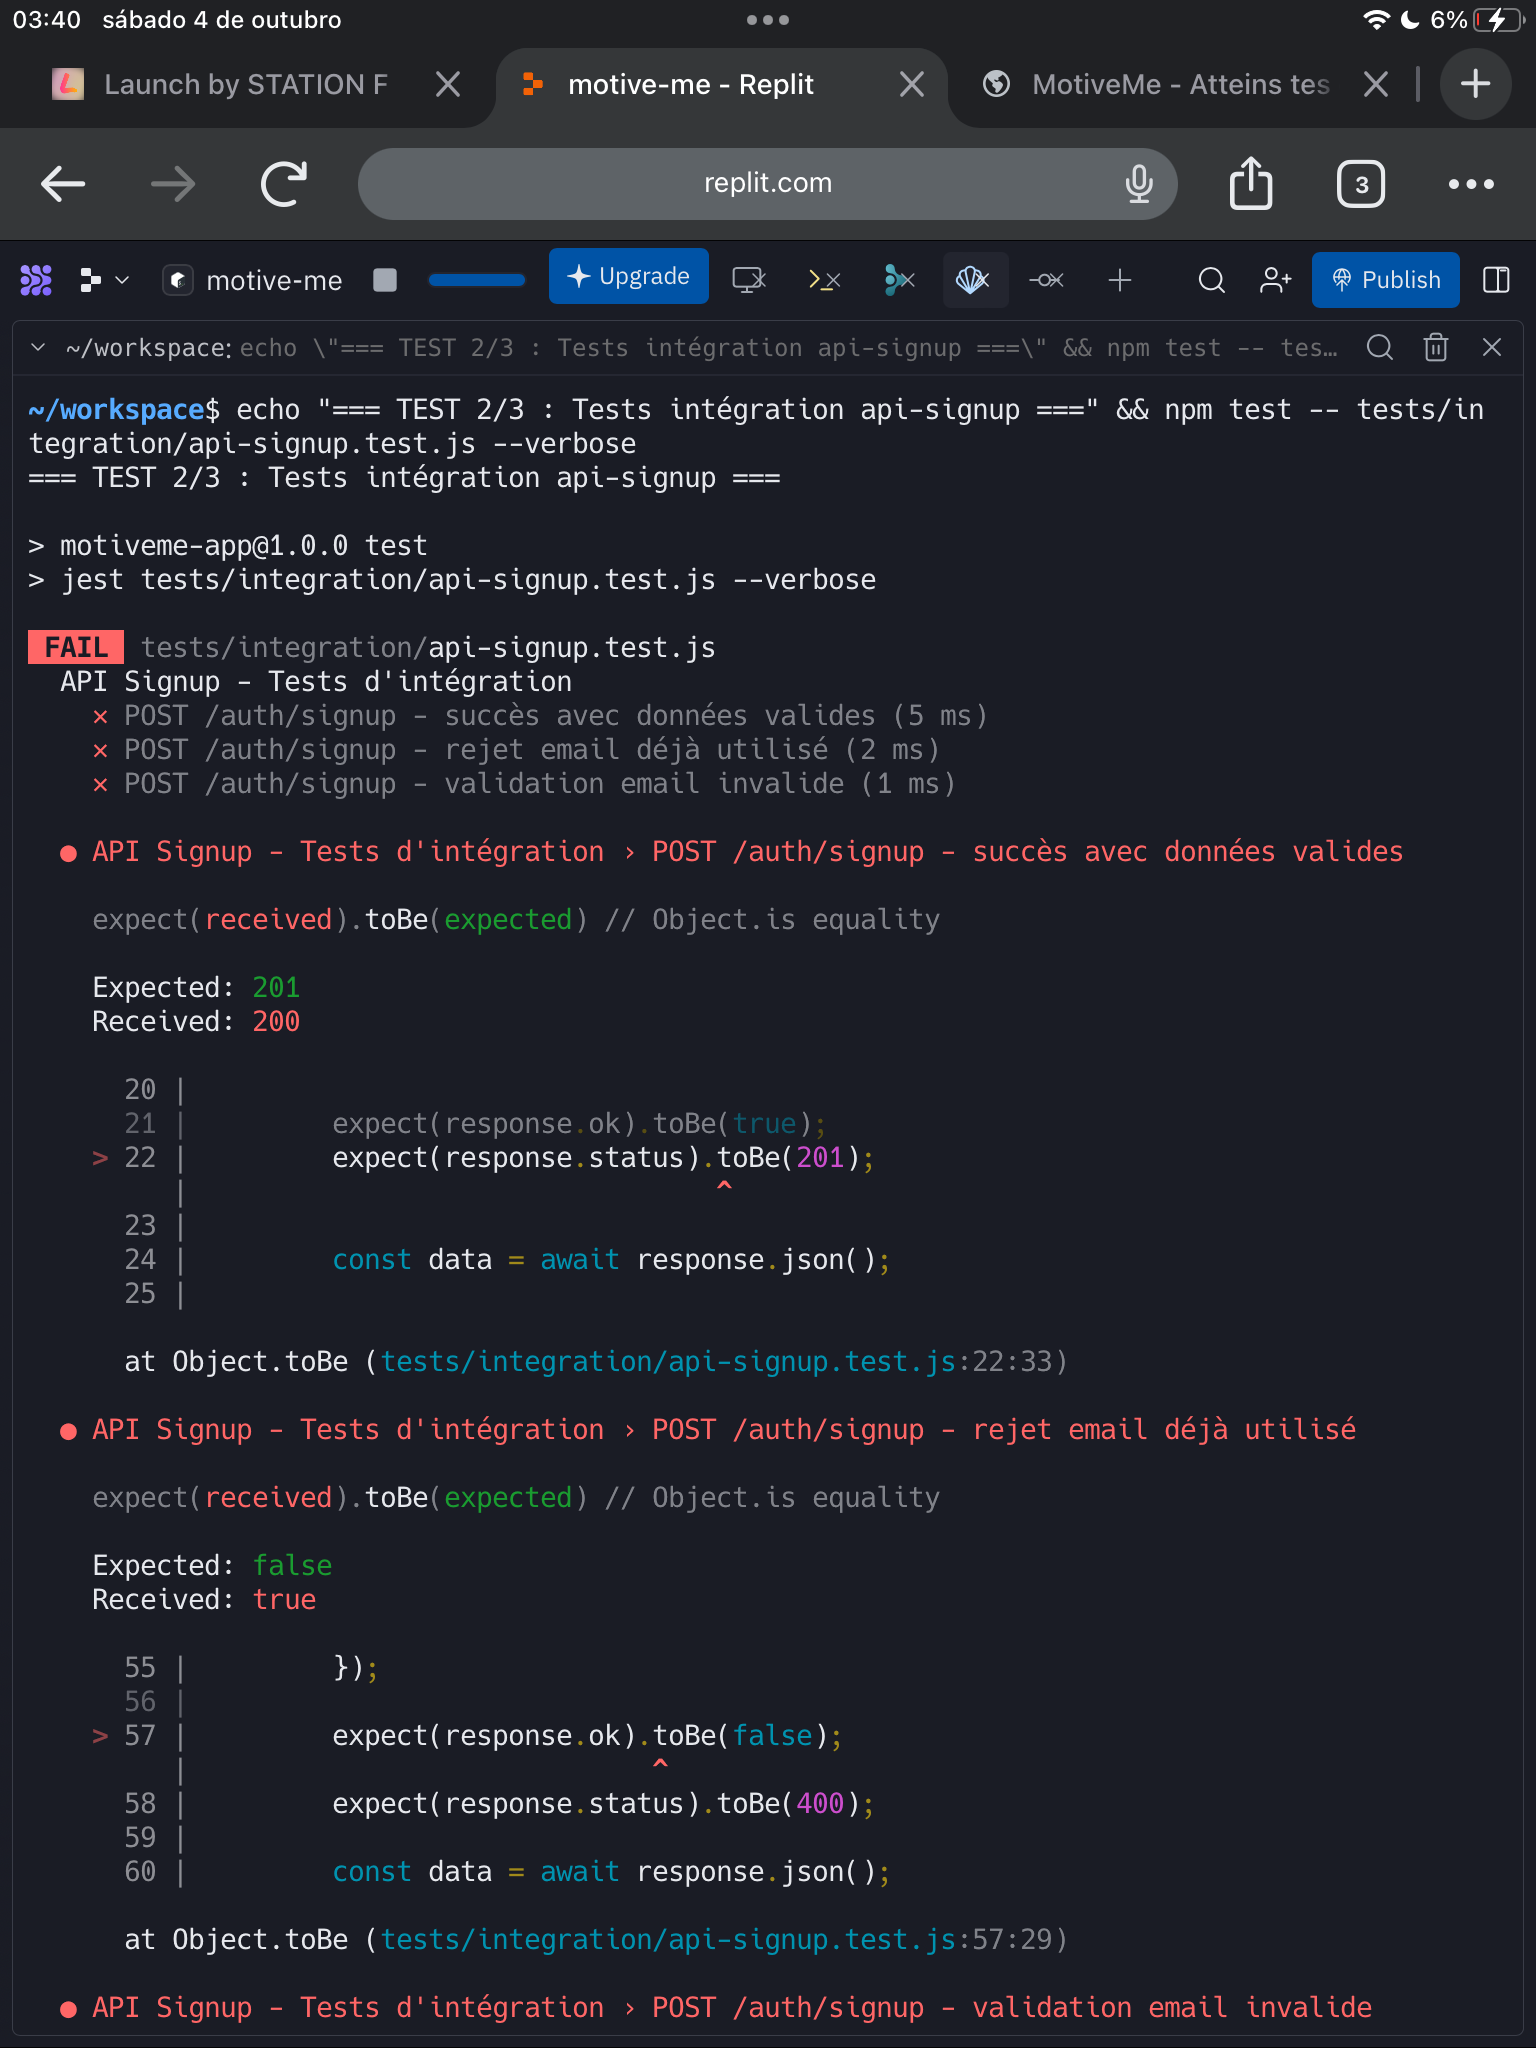 03:40 sábado 4 de outubro
6%
Launch by STATION F
motive-me - Replit
MotiveMe - Atteins tes
replit.com
3
motive-me
Upgrade
Publish
~/workspace: echo \"=== TEST 2/3 : Tests intégration api-signup ===\" && npm test -- tes…
~/workspace$ echo "=== TEST 2/3 : Tests intégration api-signup ===" && npm test -- tests/in
tegration/api-signup.test.js --verbose
=== TEST 2/3 : Tests intégration api-signup ===
> motiveme-app@1.0.0 test
> jest tests/integration/api-signup.test.js --verbose
FAIL tests/integration/api-signup.test.js
API Signup - Tests d'intégration
× POST /auth/signup - succès avec données valides (5 ms)
× POST /auth/signup - rejet email déjà utilisé (2 ms)
× POST /auth/signup - validation email invalide (1 ms)
● API Signup - Tests d'intégration › POST /auth/signup - succès avec données valides
expect(received).toBe(expected) // Object.is equality
Expected: 201
Received: 200
20 |
21 | expect(response.ok).toBe(true);
> 22 | expect(response.status).toBe(201);
| ^
23 |
24 | const data = await response.json();
25 |
at Object.toBe (tests/integration/api-signup.test.js:22:33)
● API Signup - Tests d'intégration › POST /auth/signup - rejet email déjà utilisé
expect(received).toBe(expected) // Object.is equality
Expected: false
Received: true
55 | });
56 |
> 57 | expect(response.ok).toBe(false);
| ^
58 | expect(response.status).toBe(400);
59 |
60 | const data = await response.json();
at Object.toBe (tests/integration/api-signup.test.js:57:29)
● API Signup - Tests d'intégration › POST /auth/signup - validation email invalide